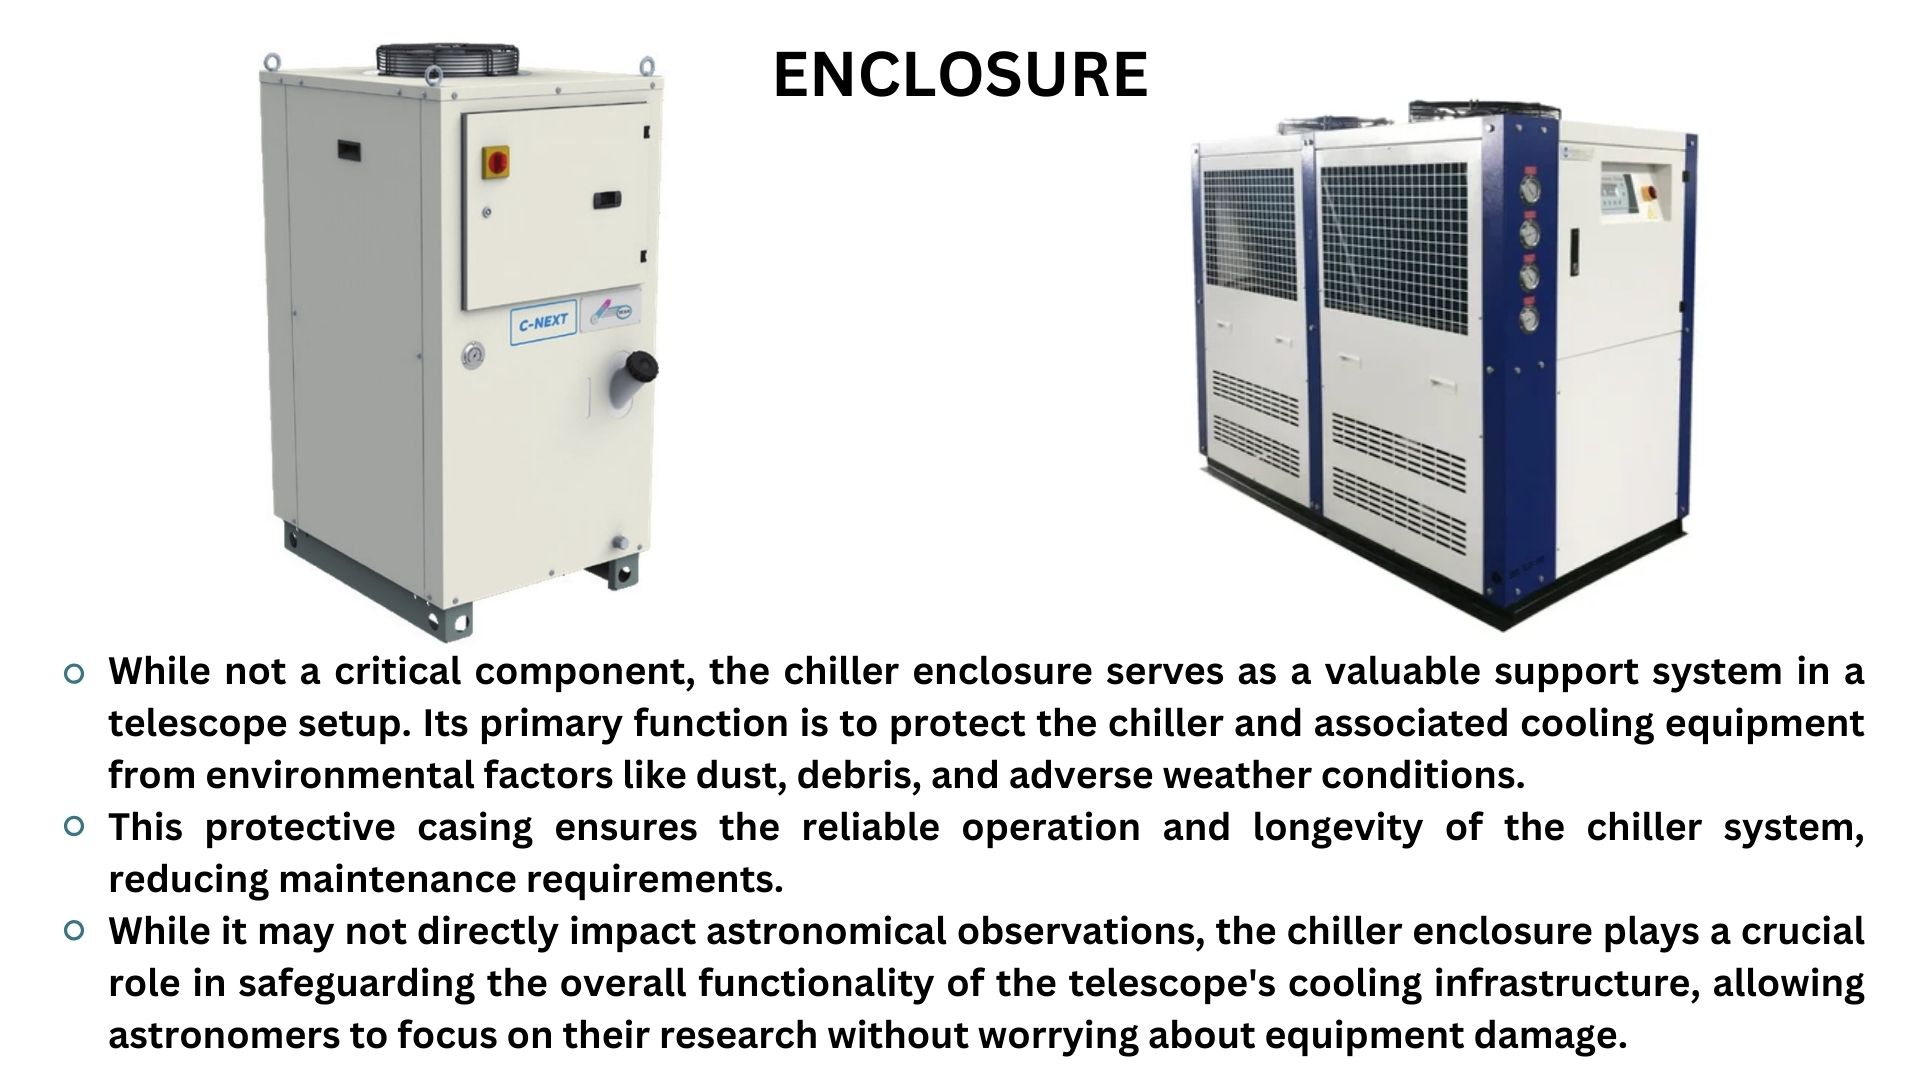 ENCLOSURE
C-NEXT
While not a critical component, the chiller enclosure serves as a valuable support system in a
telescope setup. Its primary function is to protect the chiller and associated cooling equipment
from environmental factors like dust, debris, and adverse weather conditions.
This protective casing ensures the reliable operation and longevity of the chiller system,
reducing maintenance requirements.
While it may not directly impact astronomical observations, the chiller enclosure plays a crucial
role in safeguarding the overall functionality of the telescope's cooling infrastructure, allowing
astronomers to focus on their research without worrying about equipment damage.